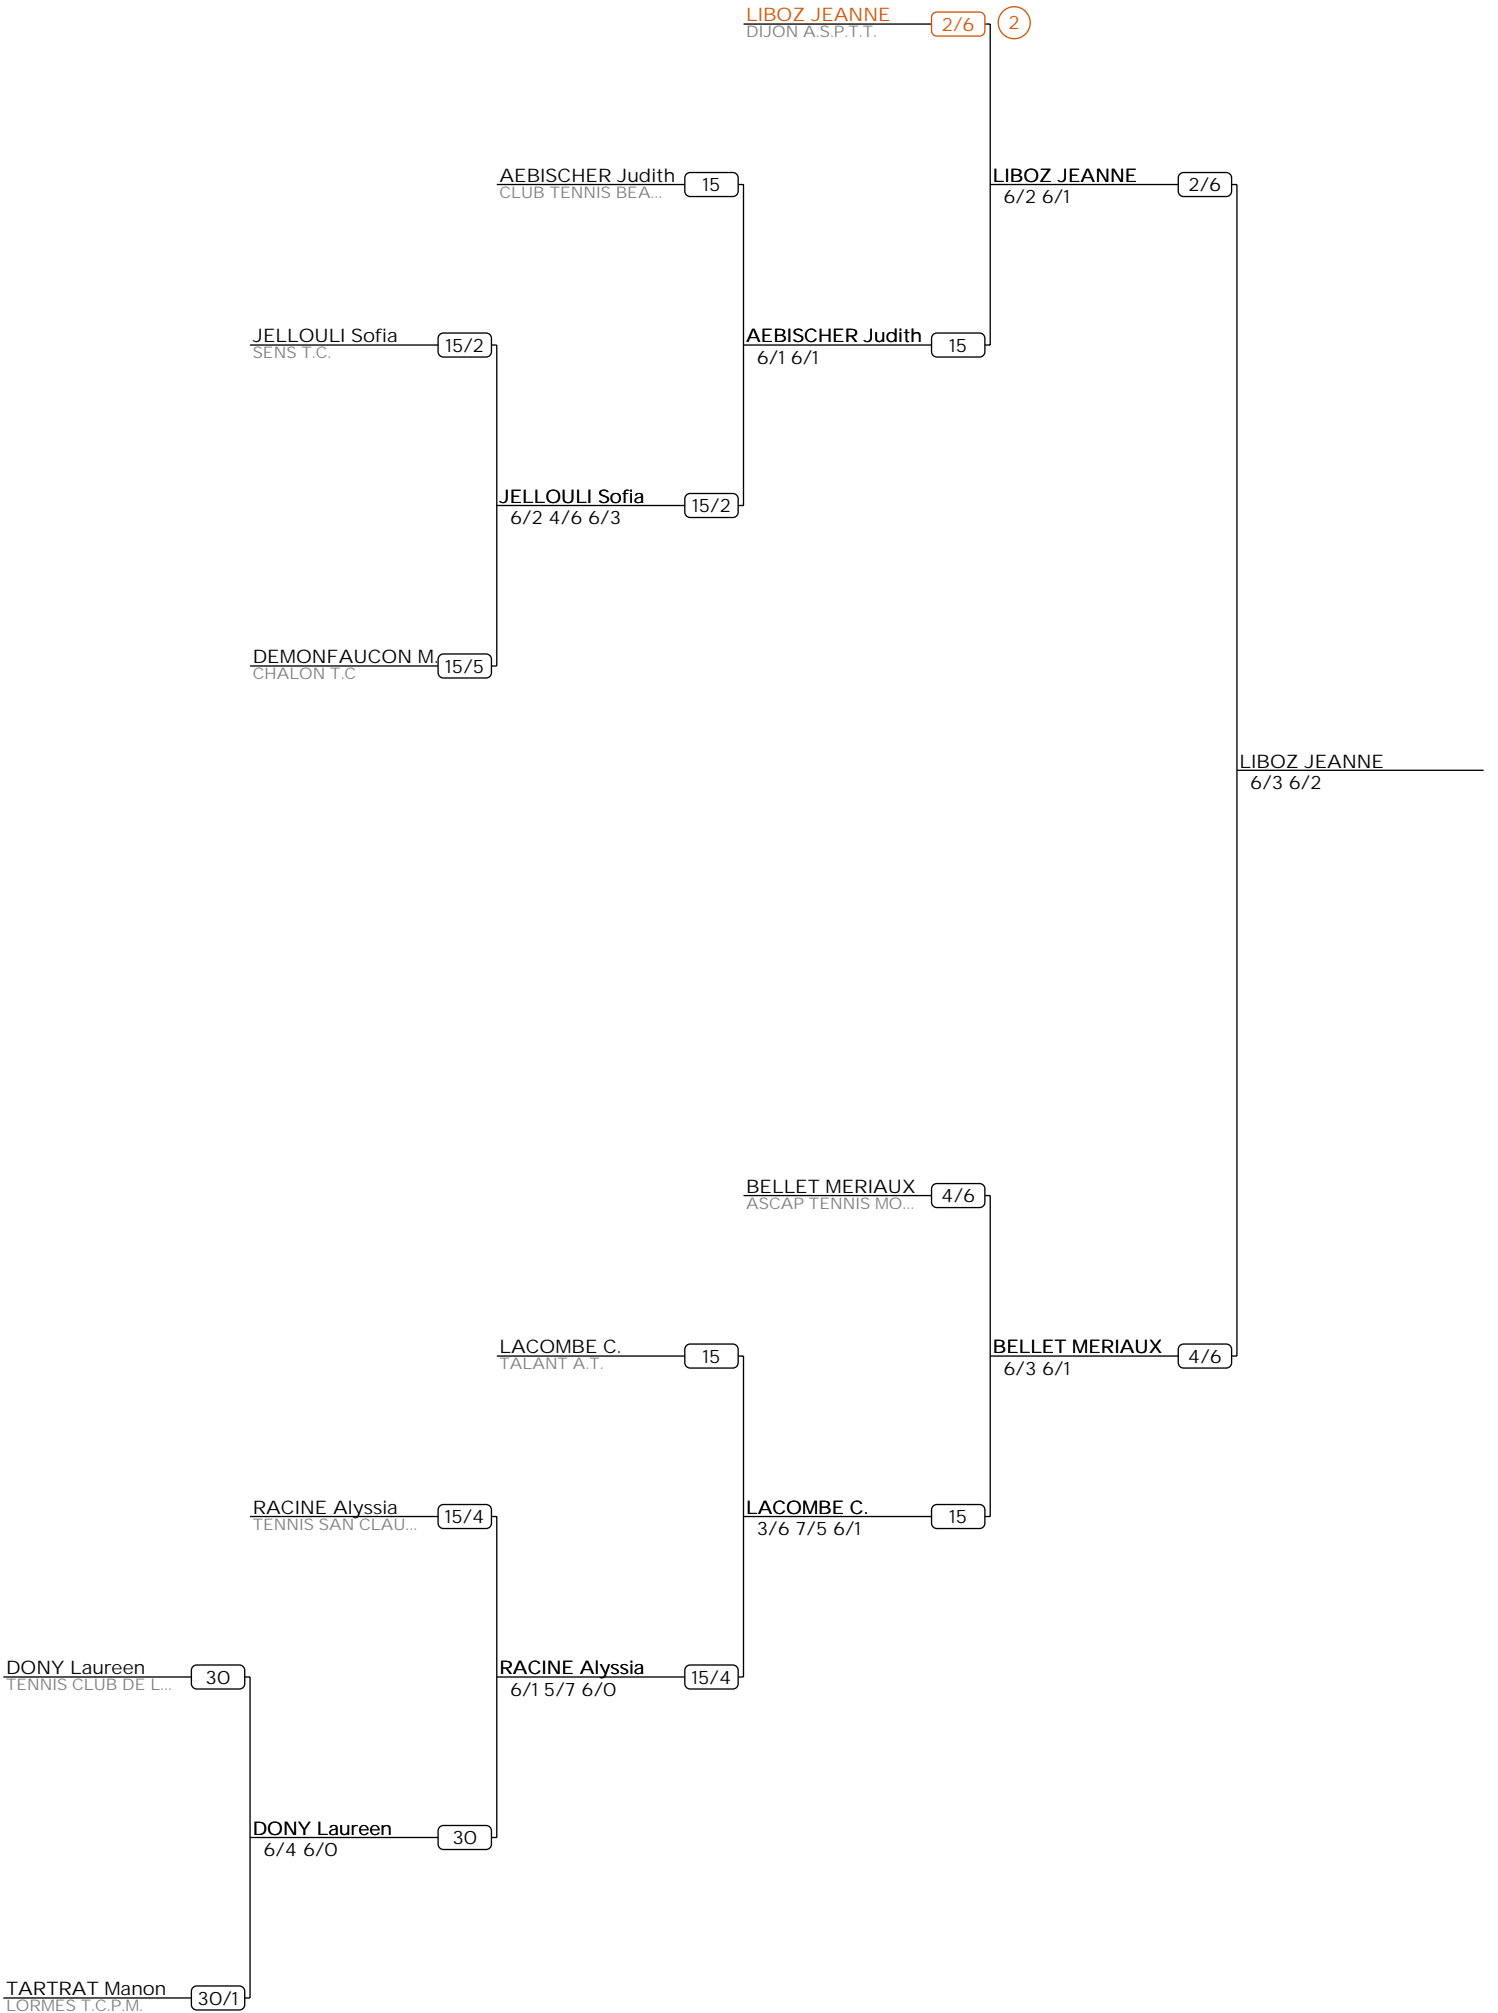 LIBOZ JEANNE 2/6 2
DIJON A.S.P.T.T.
AEBISCHER Judith 15
CLUB TENNIS BEA...
LIBOZ JEANNE 2/6
6/2 6/1
JELLOULI Sofia 15/2
SENS T.C.
AEBISCHER Judith 15
6/1 6/1
JELLOULI Sofia 15/2
6/2 4/6 6/3
DEMONFAUCON M. 15/5
CHALON T.C
LIBOZ JEANNE
6/3 6/2
BELLET MERIAUX 4/6
ASCAP TENNIS MO...
LACOMBE C. 15
TALANT A.T.
BELLET MERIAUX 4/6
6/3 6/1
RACINE Alyssia 15/4
TENNIS SAN CLAU...
LACOMBE C. 15
3/6 7/5 6/1
DONY Laureen 30
TENNIS CLUB DE L...
RACINE Alyssia 15/4
6/1 5/7 6/0
DONY Laureen 30
6/4 6/0
TARTRAT Manon 30/1
LORMES T.C.P.M.